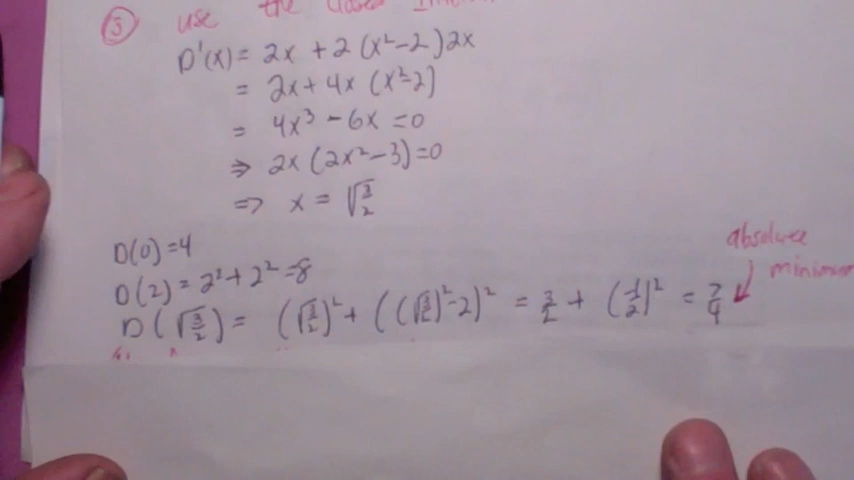 ③ use the closed
D'(x) = 2x + 2 (x²-2) 2x
= 2x + 4x (x²-2)
= 4x³ - 6x = 0
⇒ 2x (2x² - 3) = 0
⇒ x = √(3/2)
D(0) = 4
D(2) = 2² + 2² = 8
D(√(3/2)) = (√(3/2))² + ((√(3/2))² - 2)² = 3/2 + (-1/2)² = 7/4
absolute
minimum